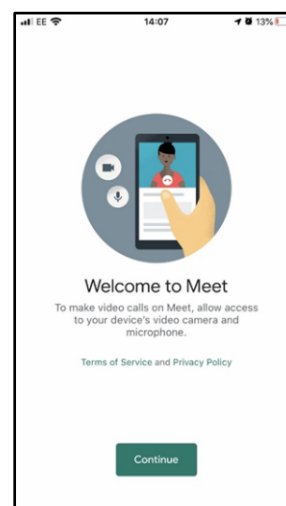 EE 14:07 13%
Welcome to Meet
To make video calls on Meet, allow access
to your device's video camera and
microphone.
Terms of Service and Privacy Policy
Continue